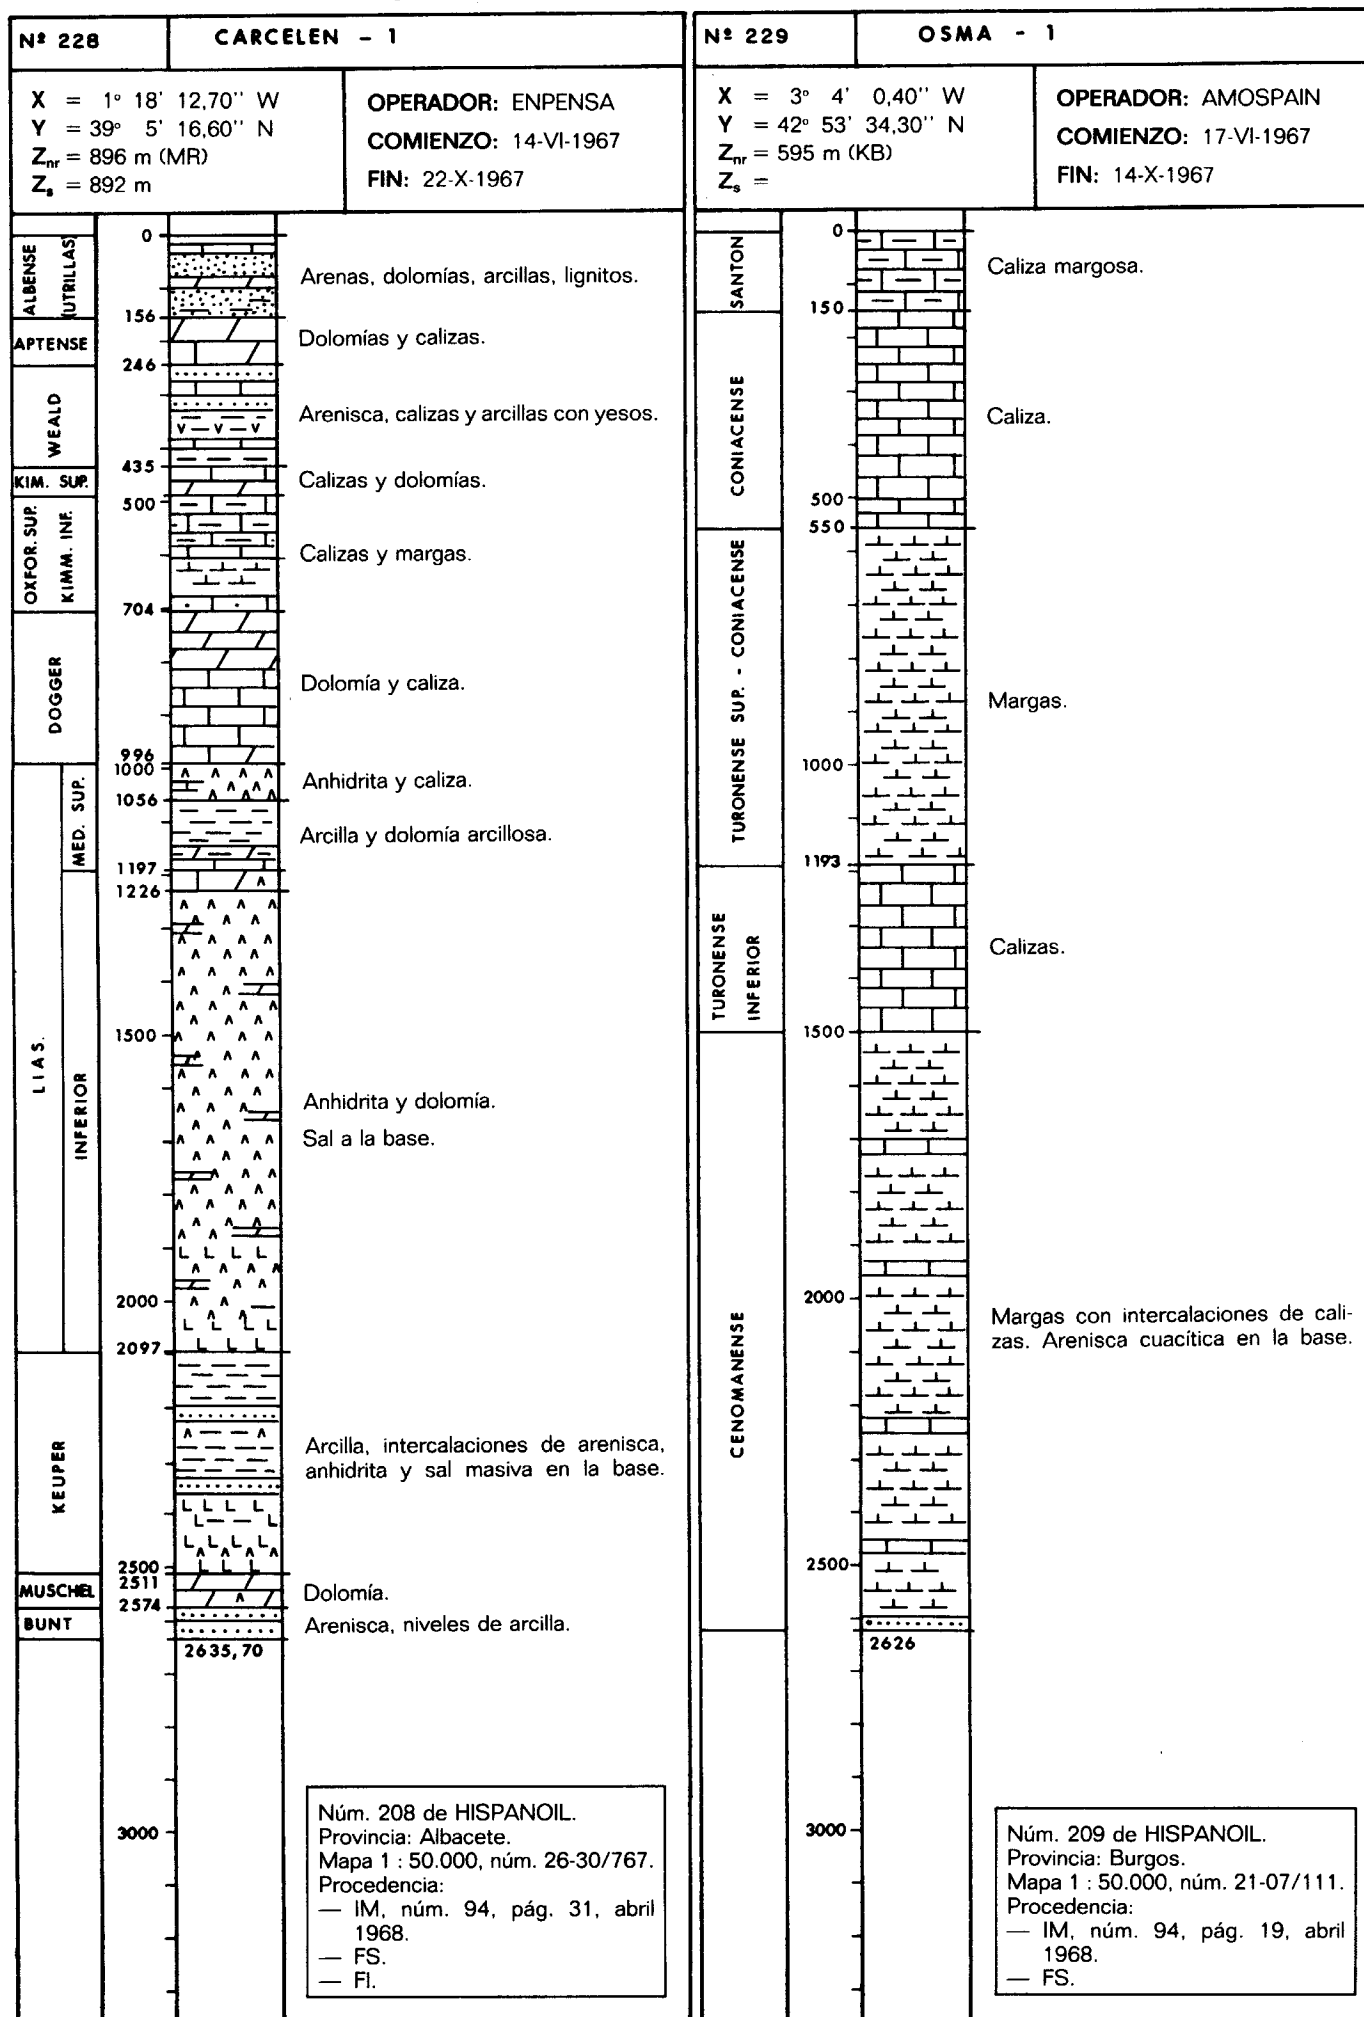 Nº 228
CARCELEN - 1
X = 1° 18' 12,70'' W
Y = 39° 5' 16,60'' N
Znr = 896 m (MR)
Zs = 892 m
OPERADOR: ENPENSA
COMIENZO: 14-VI-1967
FIN: 22-X-1967
ALBENSE
(UTRILLAS)
APTENSE
WEALD
KIM. SUP.
OXFOR. SUP.
KIMM. INF.
DOGGER
LIAS.
MED. SUP.
INFERIOR
KEUPER
MUSCHEL
BUNT
0
156
246
435
500
704
996
1000
1056
1197
1226
1500
2000
2097
2500
2511
2574
2635,70
3000
Arenas, dolomías, arcillas, lignitos.
Dolomías y calizas.
Arenisca, calizas y arcillas con yesos.
Calizas y dolomías.
Calizas y margas.
Dolomía y caliza.
Anhidrita y caliza.
Arcilla y dolomía arcillosa.
Anhidrita y dolomía.
Sal a la base.
Arcilla, intercalaciones de arenisca,
anhidrita y sal masiva en la base.
Dolomía.
Arenisca, niveles de arcilla.
Núm. 208 de HISPANOIL.
Provincia: Albacete.
Mapa 1 : 50.000, núm. 26-30/767.
Procedencia:
— IM, núm. 94, pág. 31, abril
1968.
— FS.
— FI.
Nº 229
OSMA - 1
X = 3° 4' 0,40'' W
Y = 42° 53' 34,30'' N
Znr = 595 m (KB)
Zs =
OPERADOR: AMOSPAIN
COMIENZO: 17-VI-1967
FIN: 14-X-1967
SANTON
CONIACENSE
TURONENSE SUP. - CONIACENSE
TURONENSE
INFERIOR
CENOMANENSE
0
150
500
550
1000
1193
1500
2000
2500
2626
3000
Caliza margosa.
Caliza.
Margas.
Calizas.
Margas con intercalaciones de cali-
zas. Arenisca cuacítica en la base.
Núm. 209 de HISPANOIL.
Provincia: Burgos.
Mapa 1 : 50.000, núm. 21-07/111.
Procedencia:
— IM, núm. 94, pág. 19, abril
1968.
— FS.